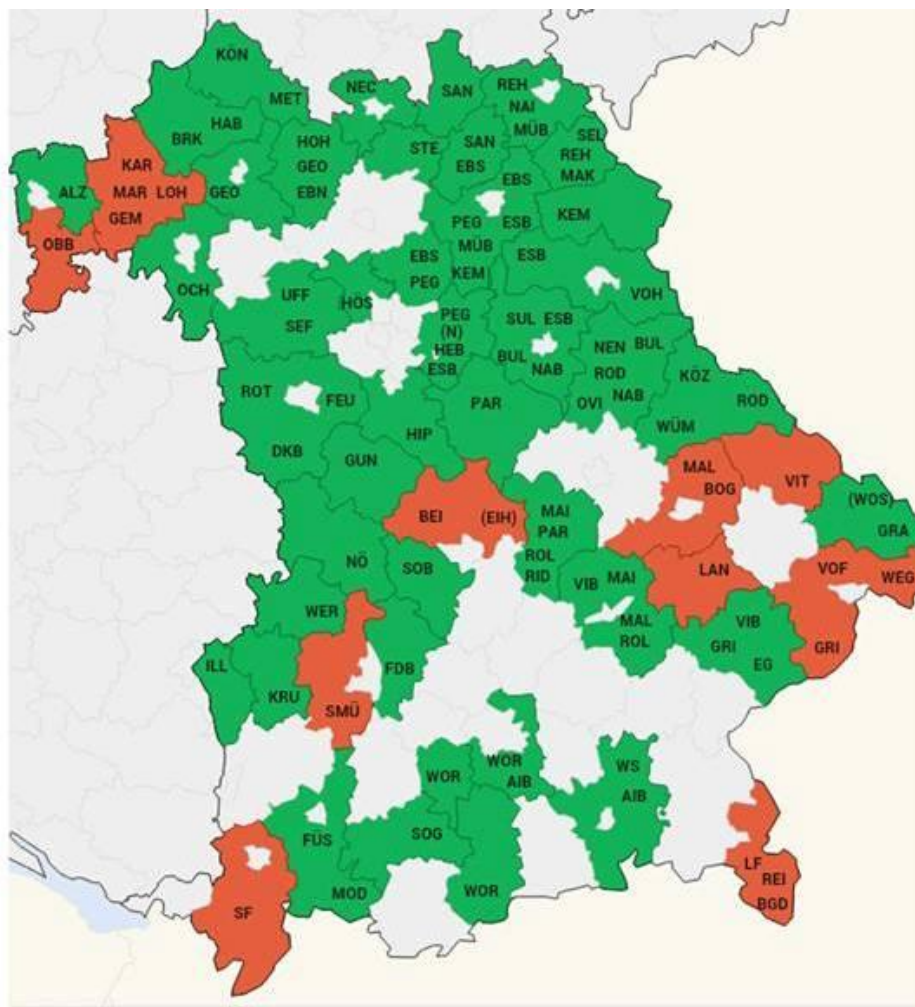 KÖN
NEC
SAN
REH
MET
NAI
HAB
MÜB
SEL
BRK
HOH
STE
SAN
REH
KAR
GEO
EBS
EBS
MAK
ALZ
MAR LOH
GEO
EBN
GEM
PEG
ESB
KEM
OBB
EBS
MÜB
ESB
PEG
KEM
OCH
UFF
HÖS
VOH
SEF
PEG
(N)
HEB
ESB
SUL ESB
BUL
NAB
NEN
BUL
ROD
KÖZ
ROT
FEU
PAR
OVI
NAB
ROD
HIP
WÜM
DKB
GUN
MAL
BOG
VIT
BEI
(EIH)
MAI
PAR
(WOS)
GRA
NÖ
SOB
ROL
RID
VIB
MAI
LAN
VOF
WEG
WER
MAL
ROL
VIB
GRI
GRI
EG
ILL
KRU
FDB
SMÜ
WOR
WOR
AIB
WS
AIB
FÜS
SOG
LF
REI
BGD
MOD
WOR
SF